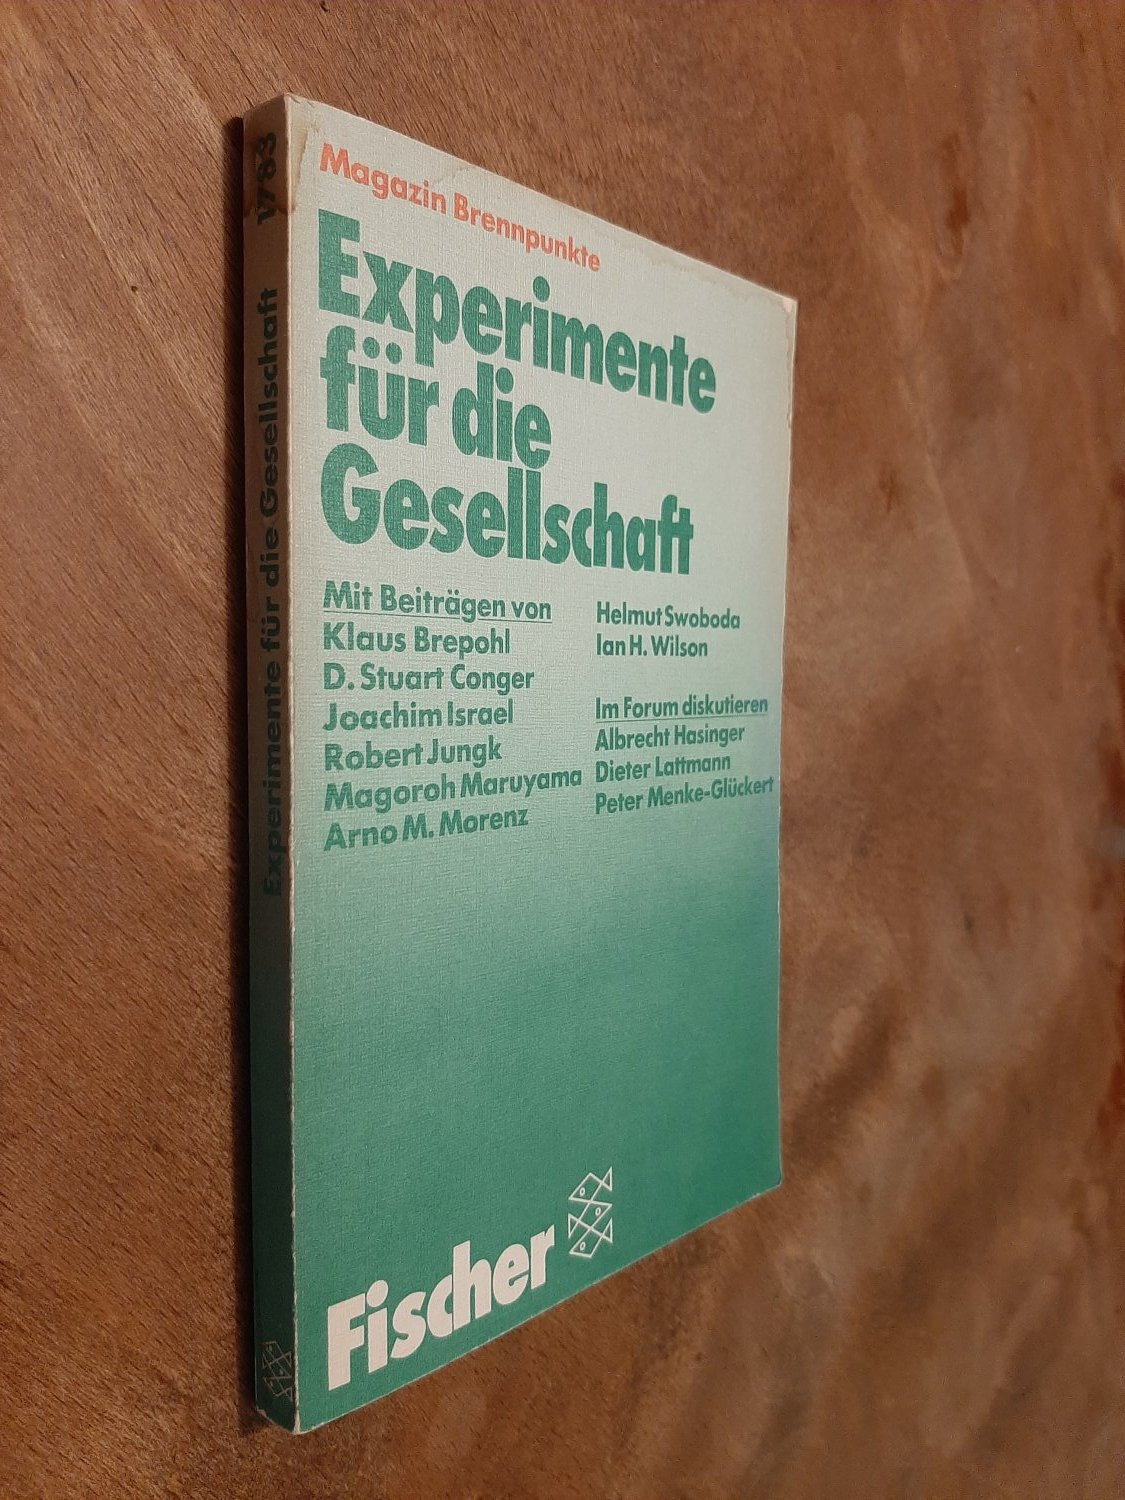 Magazin Brennpunkte
Experimente
für die
Gesellschaft
Mit Beiträgen von
Klaus Brepohl
D. Stuart Conger
Joachim Israel
Robert Jungk
Magoroh Maruyama
Arno M. Morenz
Helmut Swoboda
Ian H. Wilson
Im Forum diskutieren
Albrecht Hasinger
Dieter Lattmann
Peter Menke-Glückert
Fischer
Experimente für die Gesellschaft 1783